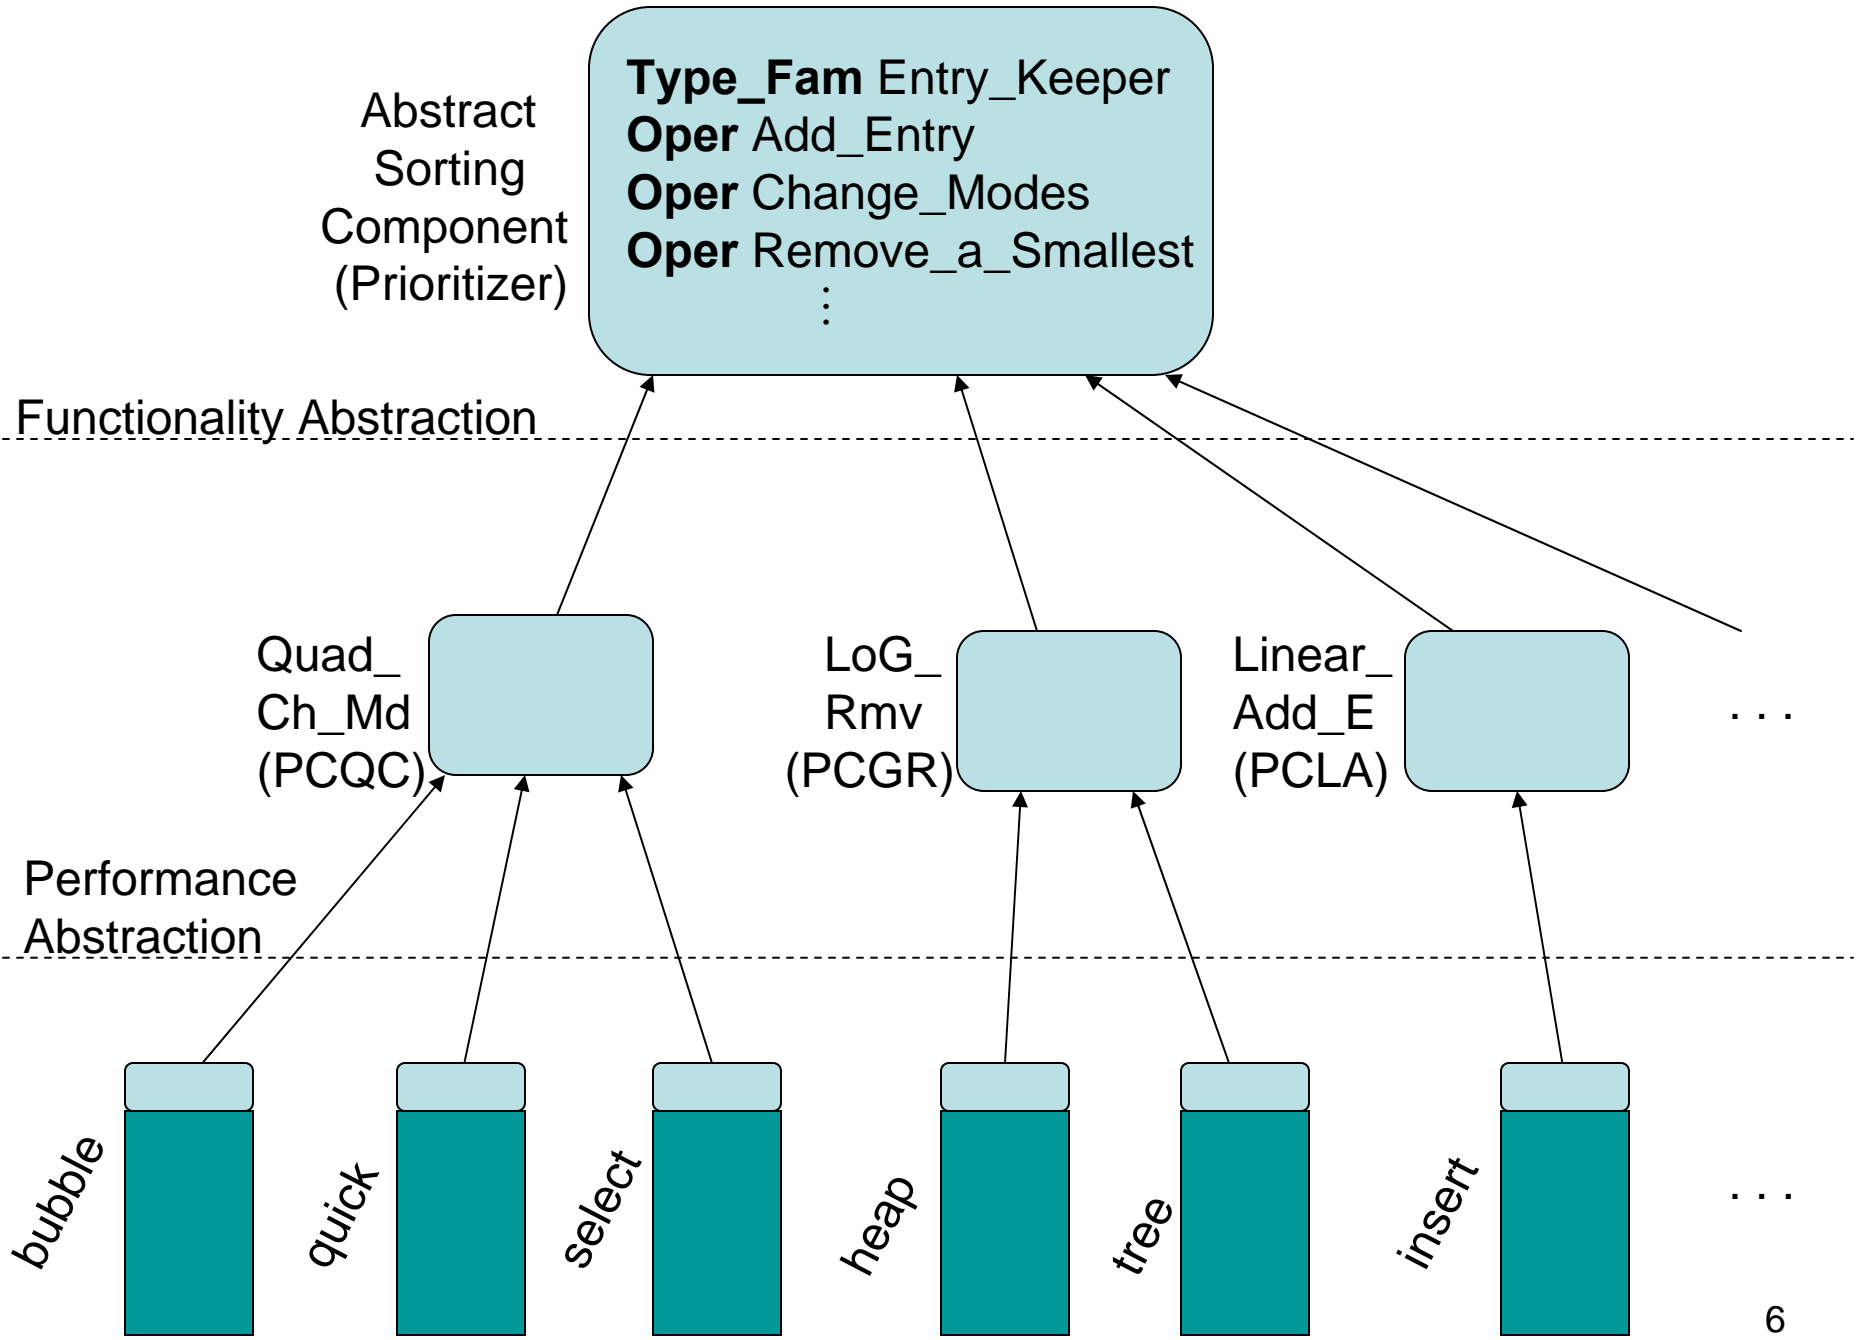 Abstract
Sorting
Component
(Prioritizer)
Type_Fam Entry_Keeper
Oper Add_Entry
Oper Change_Modes
Oper Remove_a_Smallest
⋮
Functionality Abstraction
Quad_
Ch_Md
(PCQC)
LoG_
Rmv
(PCGR)
Linear_
Add_E
(PCLA)
. . .
Performance
Abstraction
bubble
quick
select
heap
tree
insert
. . .
6